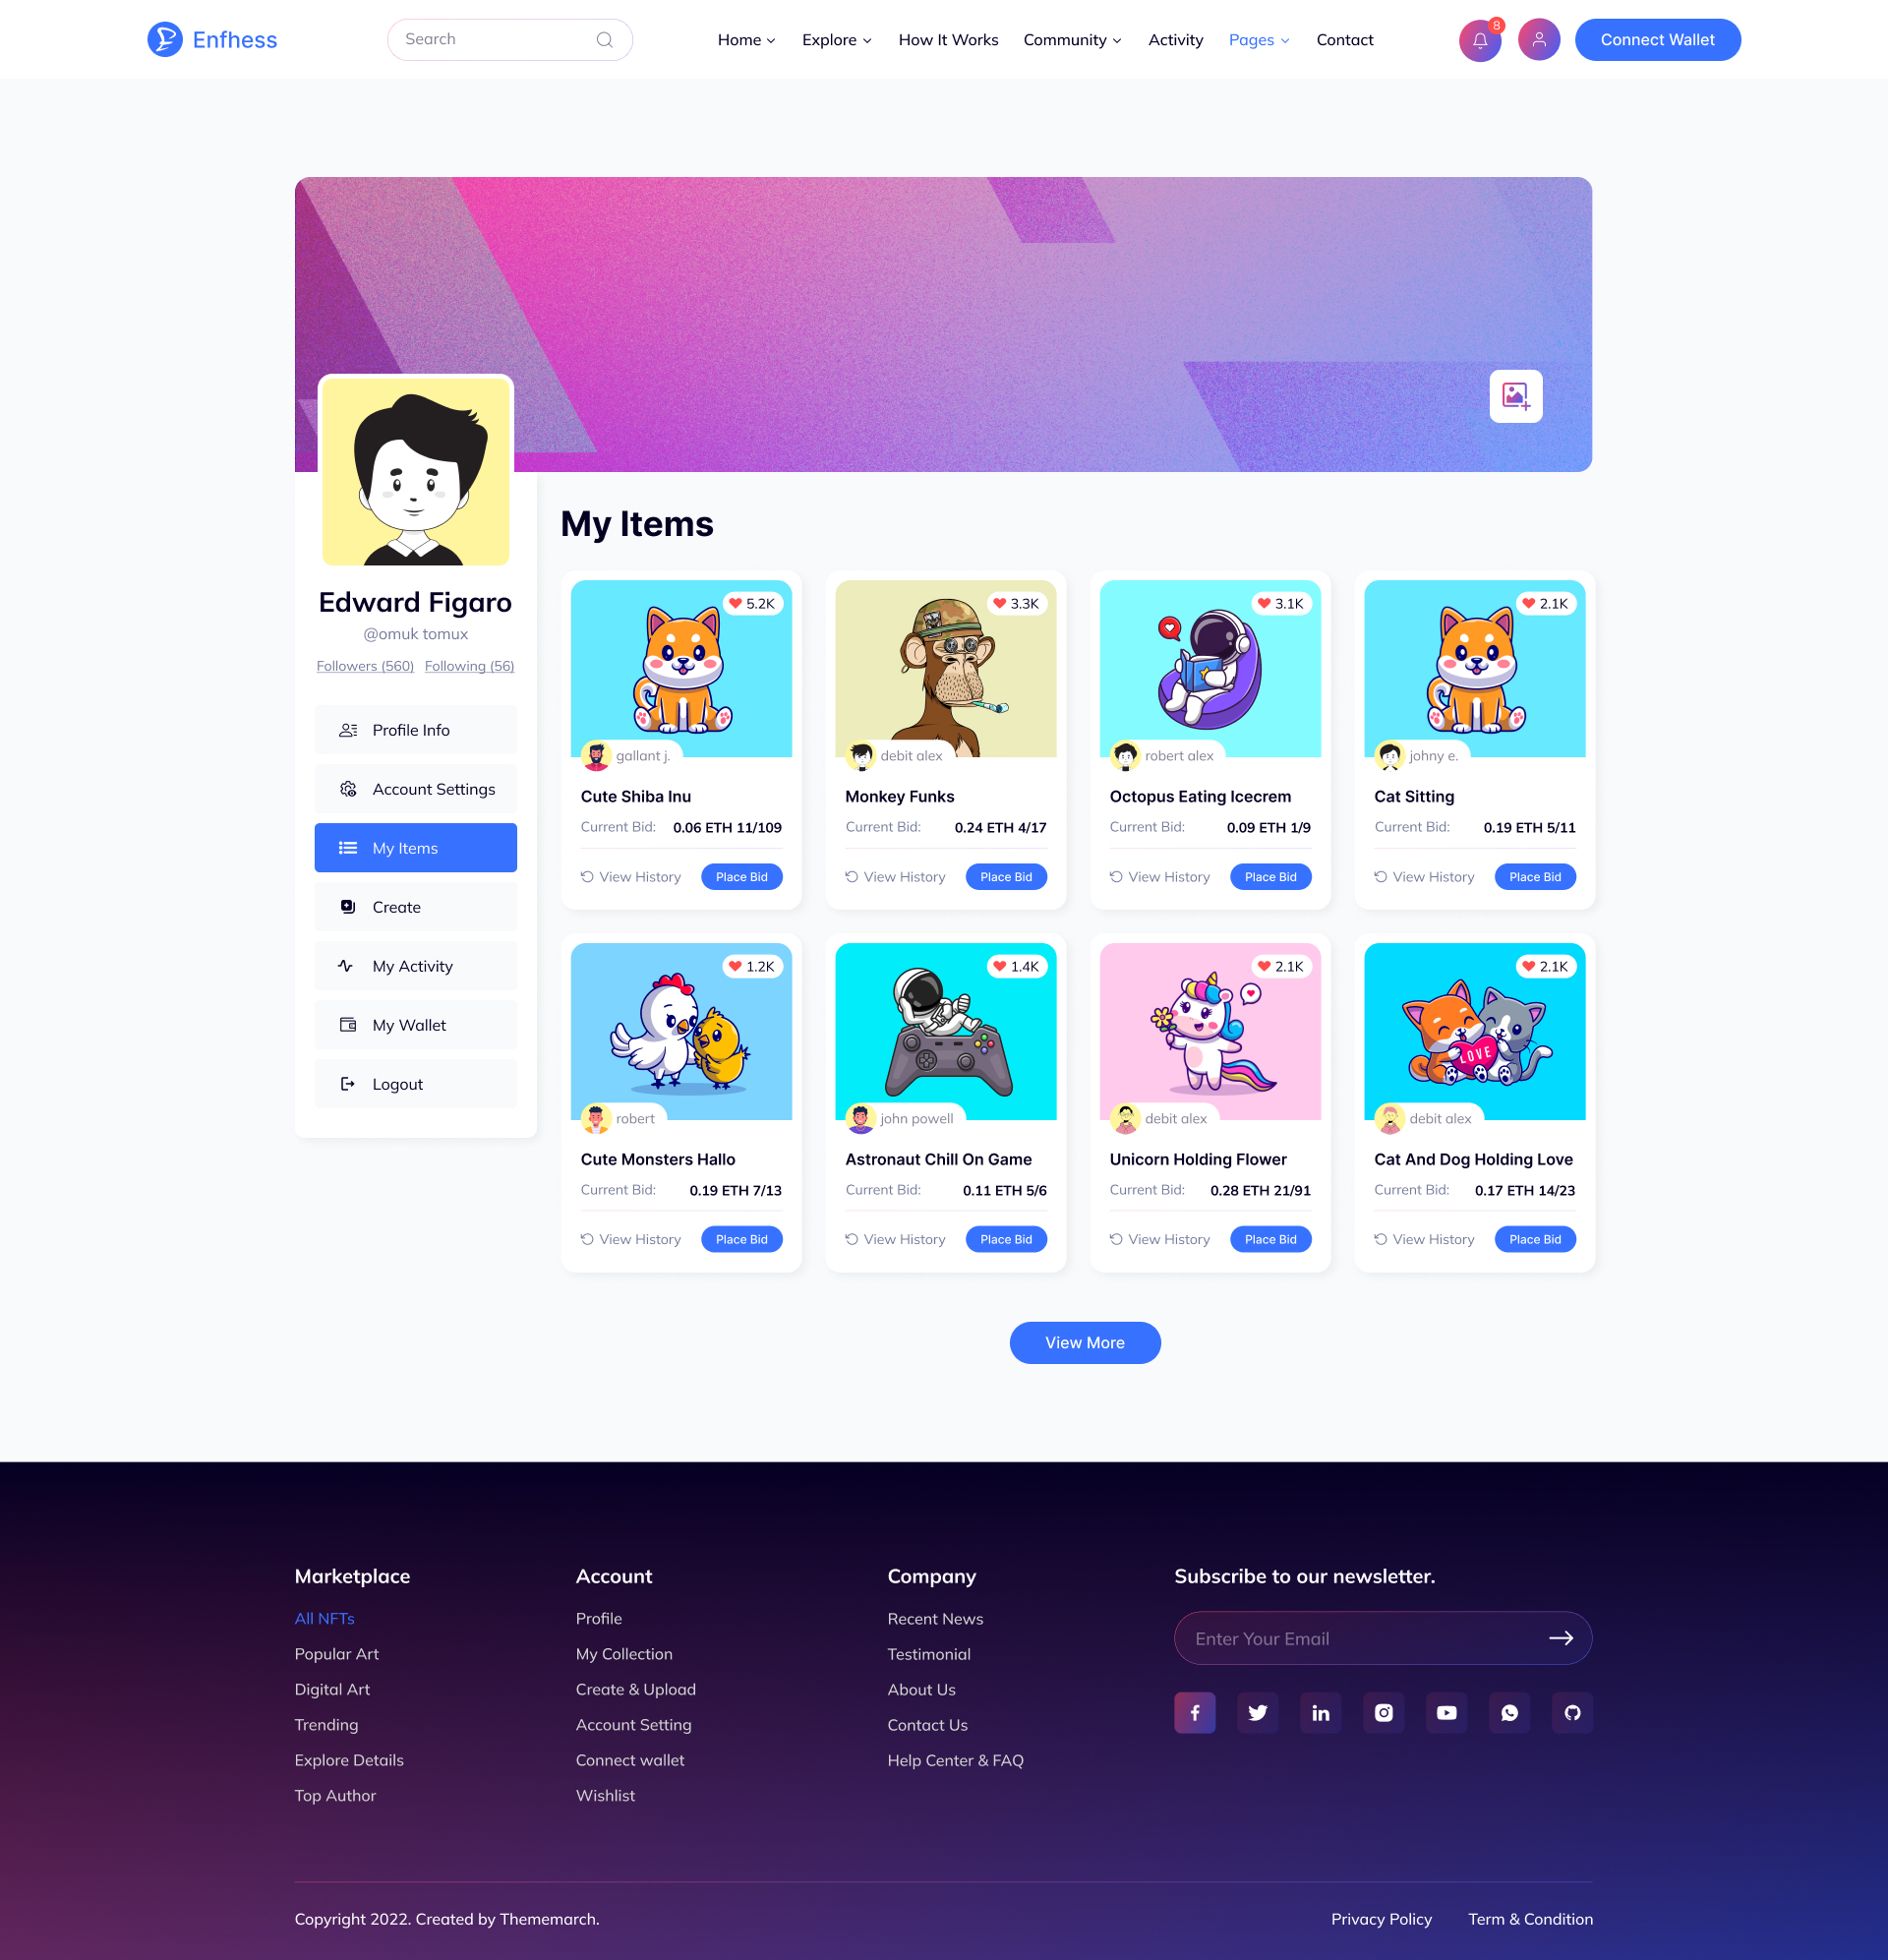 Enfhess
Search
Home
Explore
How It Works
Community
Activity
Pages
Contact
8
Connect Wallet
Edward Figaro
@omuk tomux
Followers (560) Following (56)
Profile Info
Account Settings
My Items
Create
My Activity
My Wallet
Logout
My Items
5.2K
gallant j.
Cute Shiba Inu
Current Bid: 0.06 ETH 11/109
View History Place Bid
3.3K
debit alex
Monkey Funks
Current Bid: 0.24 ETH 4/17
View History Place Bid
3.1K
robert alex
Octopus Eating Icecrem
Current Bid: 0.09 ETH 1/9
View History Place Bid
2.1K
johny e.
Cat Sitting
Current Bid: 0.19 ETH 5/11
View History Place Bid
1.2K
robert
Cute Monsters Hallo
Current Bid: 0.19 ETH 7/13
View History Place Bid
1.4K
john powell
Astronaut Chill On Game
Current Bid: 0.11 ETH 5/6
View History Place Bid
2.1K
debit alex
Unicorn Holding Flower
Current Bid: 0.28 ETH 21/91
View History Place Bid
2.1K
LOVE
debit alex
Cat And Dog Holding Love
Current Bid: 0.17 ETH 14/23
View History Place Bid
View More
Marketplace
All NFTs
Popular Art
Digital Art
Trending
Explore Details
Top Author
Account
Profile
My Collection
Create & Upload
Account Setting
Connect wallet
Wishlist
Company
Recent News
Testimonial
About Us
Contact Us
Help Center & FAQ
Subscribe to our newsletter.
Enter Your Email
Copyright 2022. Created by Thememarch.
Privacy Policy
Term & Condition